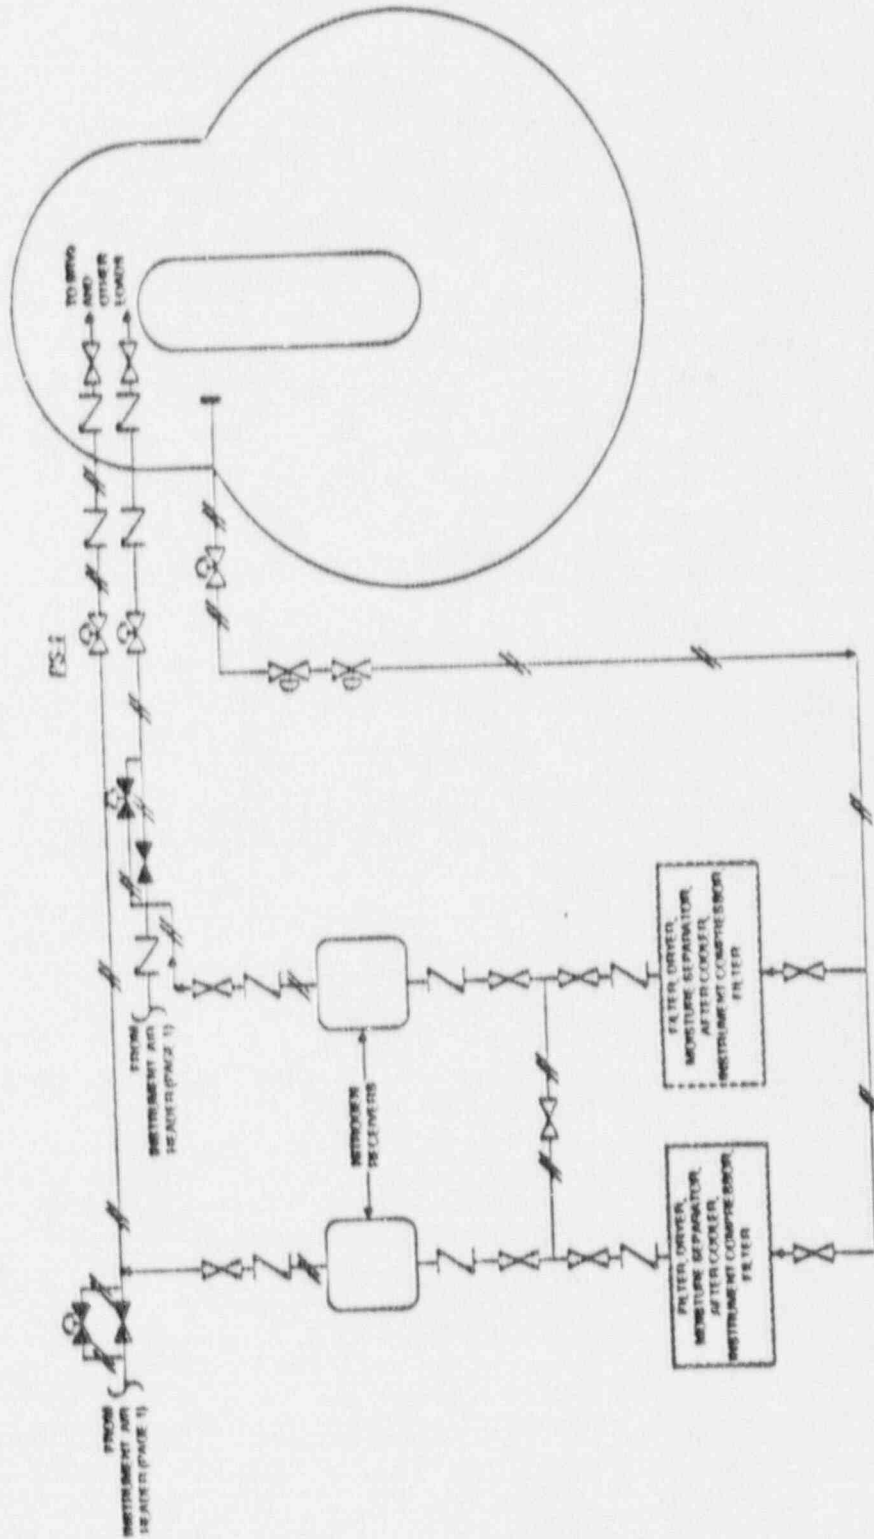 TO
AND
OTHER
LOADS
FROM
INSTRUMENT AIR
HEADER (PAGE 1)
NITROGEN
RECEIVERS
FROM
INSTRUMENT AIR
HEADER (PAGE 1)
FILTER, DRYER,
MOISTURE SEPARATOR,
AFTER COOLER,
INSTRUMENT COMPRESSOR
FILTER
FILTER, DRYER,
MOISTURE SEPARATOR,
AFTER COOLER,
INSTRUMENT COMPRESSOR
FILTER